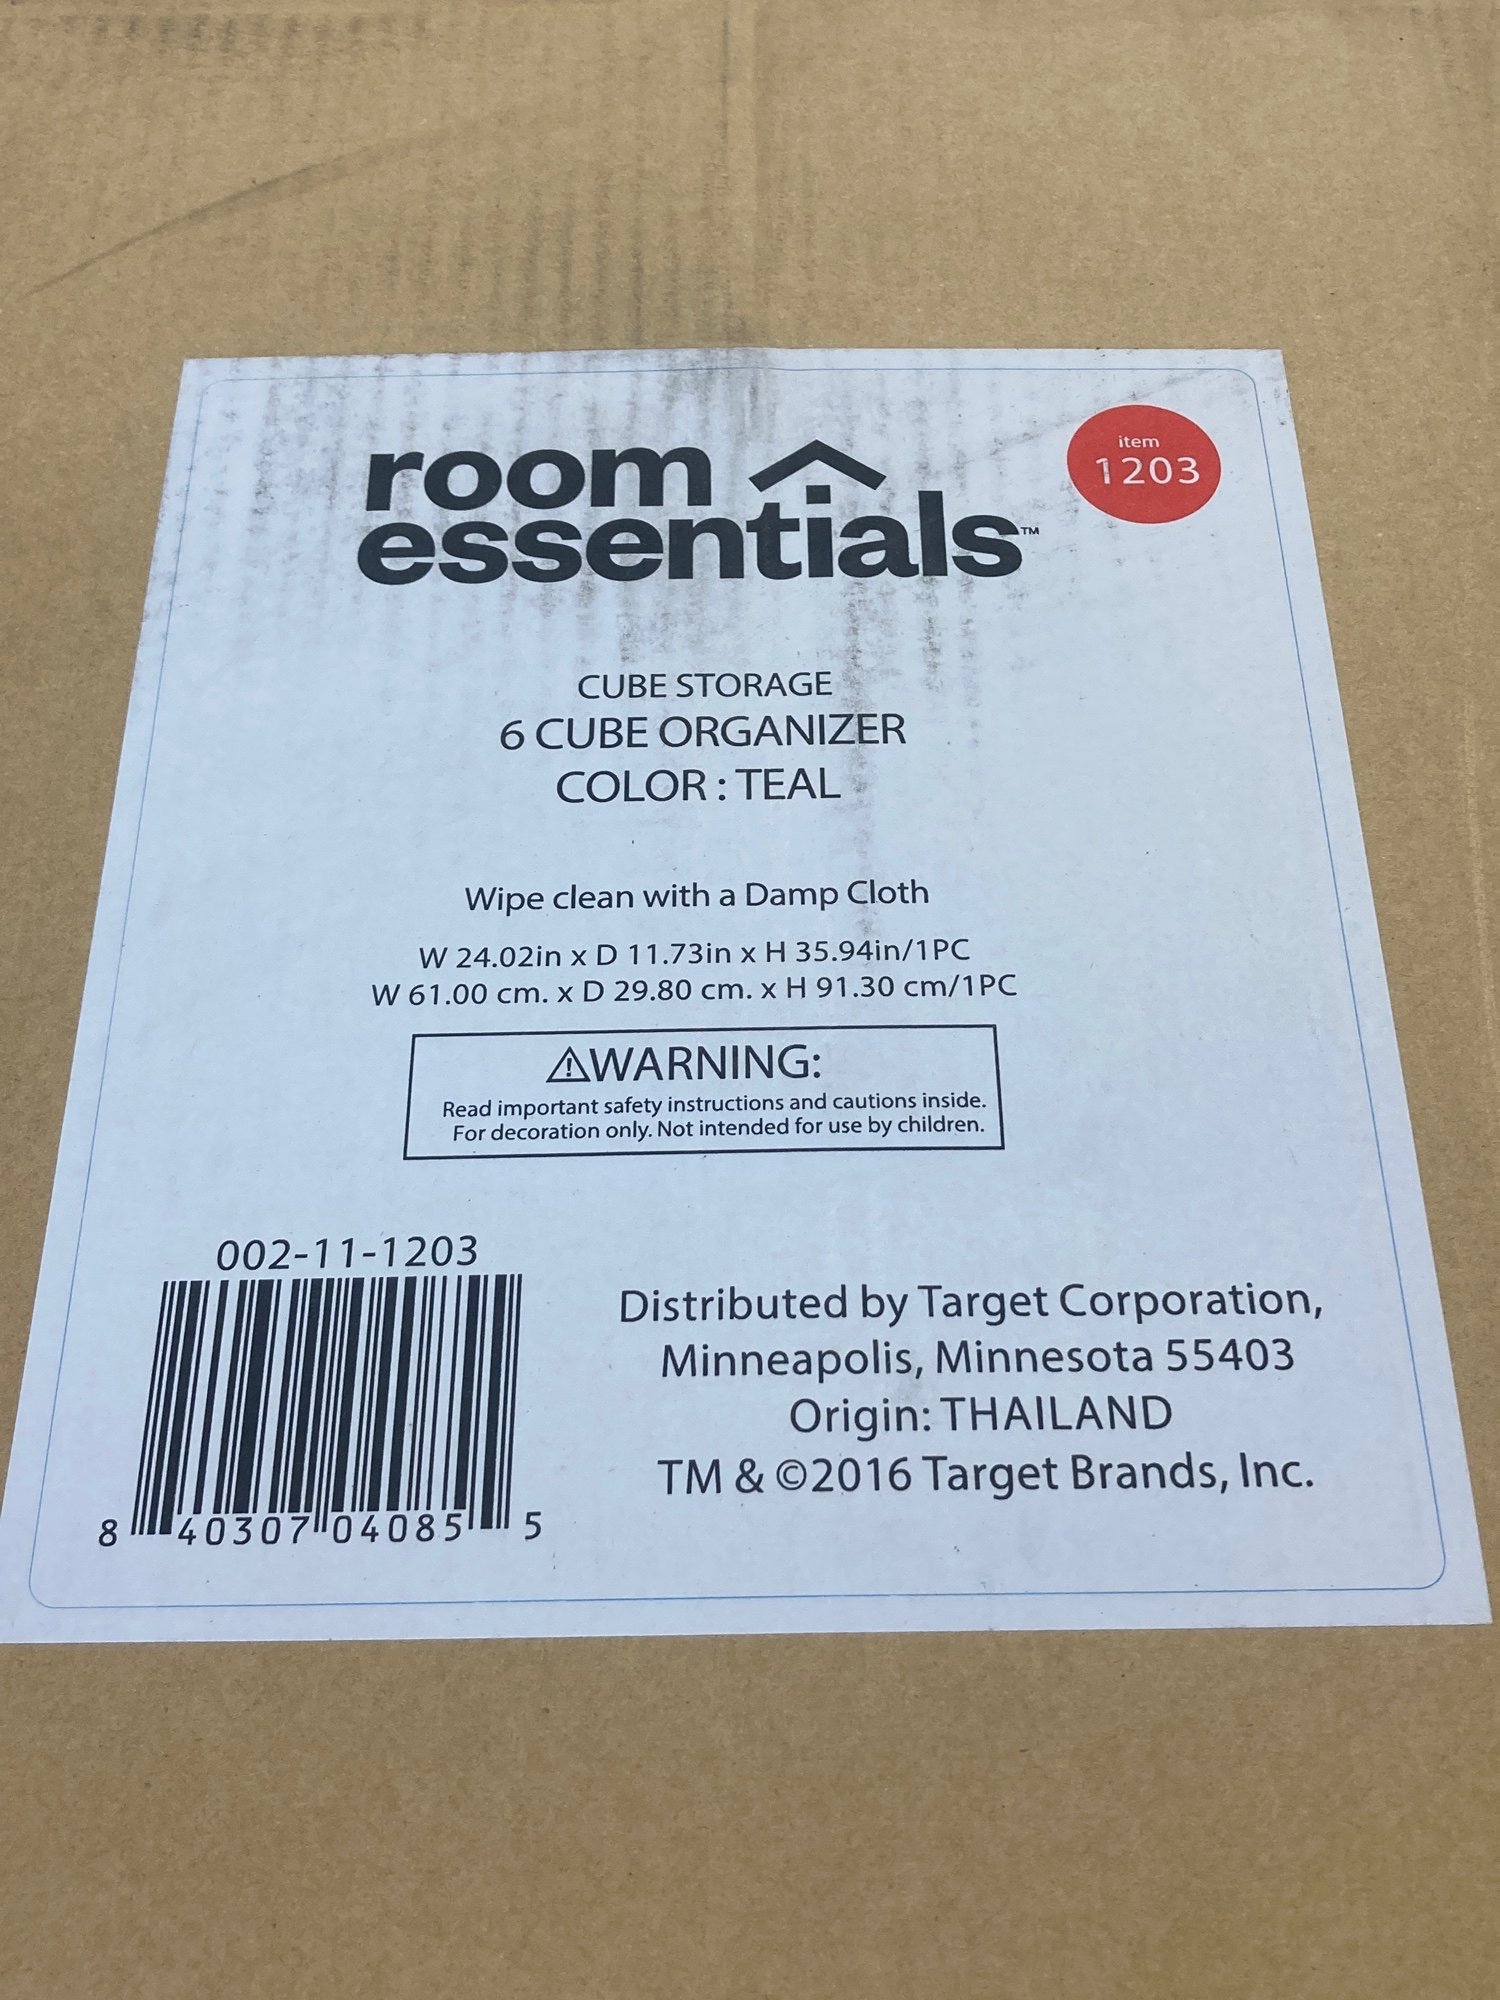 room
essentials™
item
1203
CUBE STORAGE
6 CUBE ORGANIZER
COLOR : TEAL
Wipe clean with a Damp Cloth
W 24.02in x D 11.73in x H 35.94in/1PC
W 61.00 cm. x D 29.80 cm. x H 91.30 cm/1PC
⚠WARNING:
Read important safety instructions and cautions inside.
For decoration only. Not intended for use by children.
002-11-1203
8 40307 04085 5
Distributed by Target Corporation,
Minneapolis, Minnesota 55403
Origin: THAILAND
TM & ©2016 Target Brands, Inc.